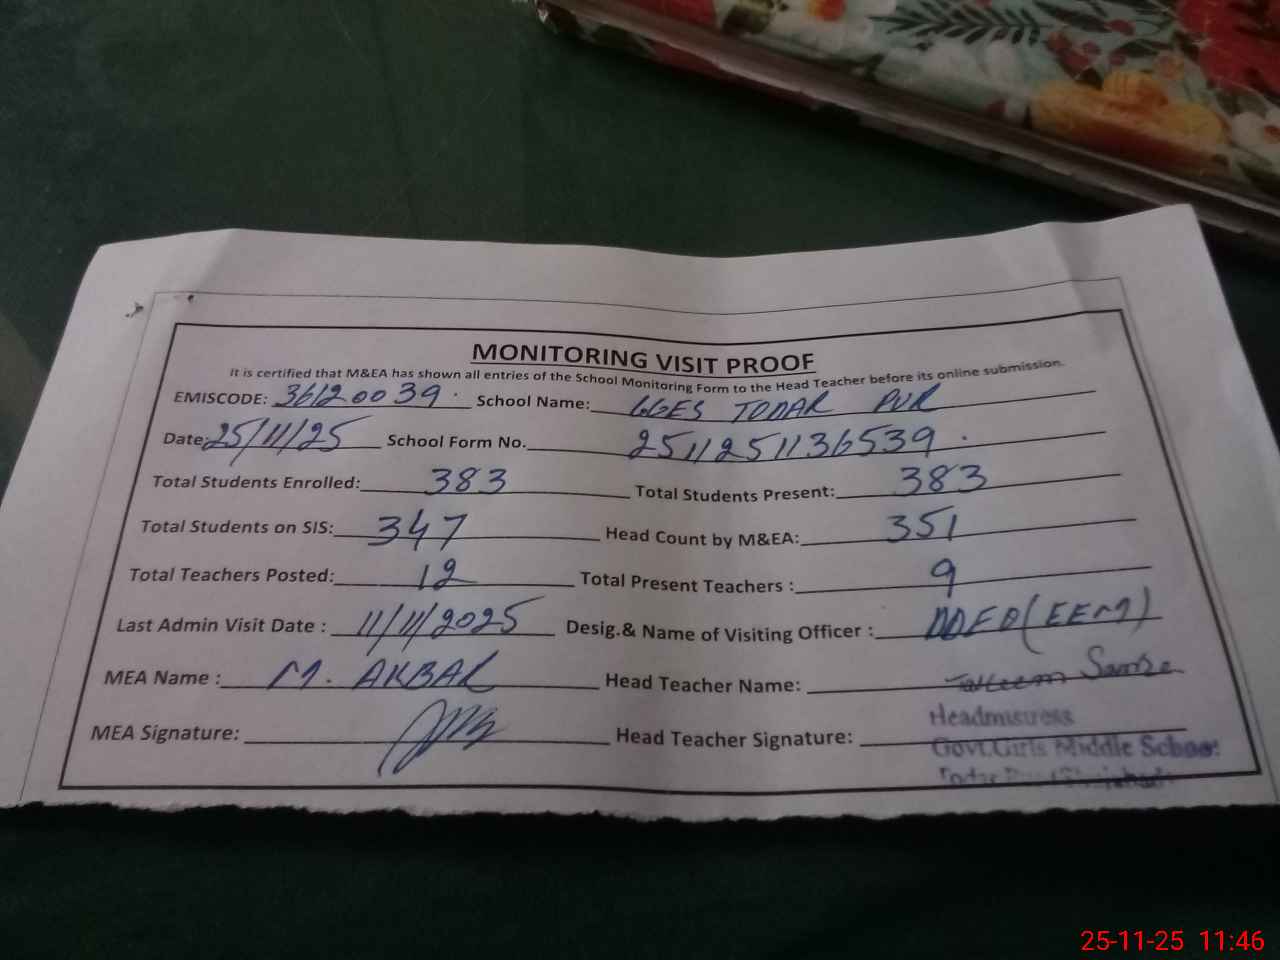 MONITORING VISIT PROOF
It is certified that M&EA has shown all entries of the School Monitoring Form to the Head Teacher before its online submission.
EMISCODE: 36120039. School Name: GGES TODAR PUR
Date: 25/11/25 School Form No. 2511251136539.
Total Students Enrolled: 383 Total Students Present: 383
Total Students on SIS: 347 Head Count by M&EA: 351
Total Teachers Posted: 12 Total Present Teachers : 9
Last Admin Visit Date : 11/11/2025 Desig.& Name of Visiting Officer : DDEO(EEM)
MEA Name : M. AKBAR Head Teacher Name:
MEA Signature: Head Teacher Signature:
Headmistress
Govt.Girls Middle School
25-11-25 11:46